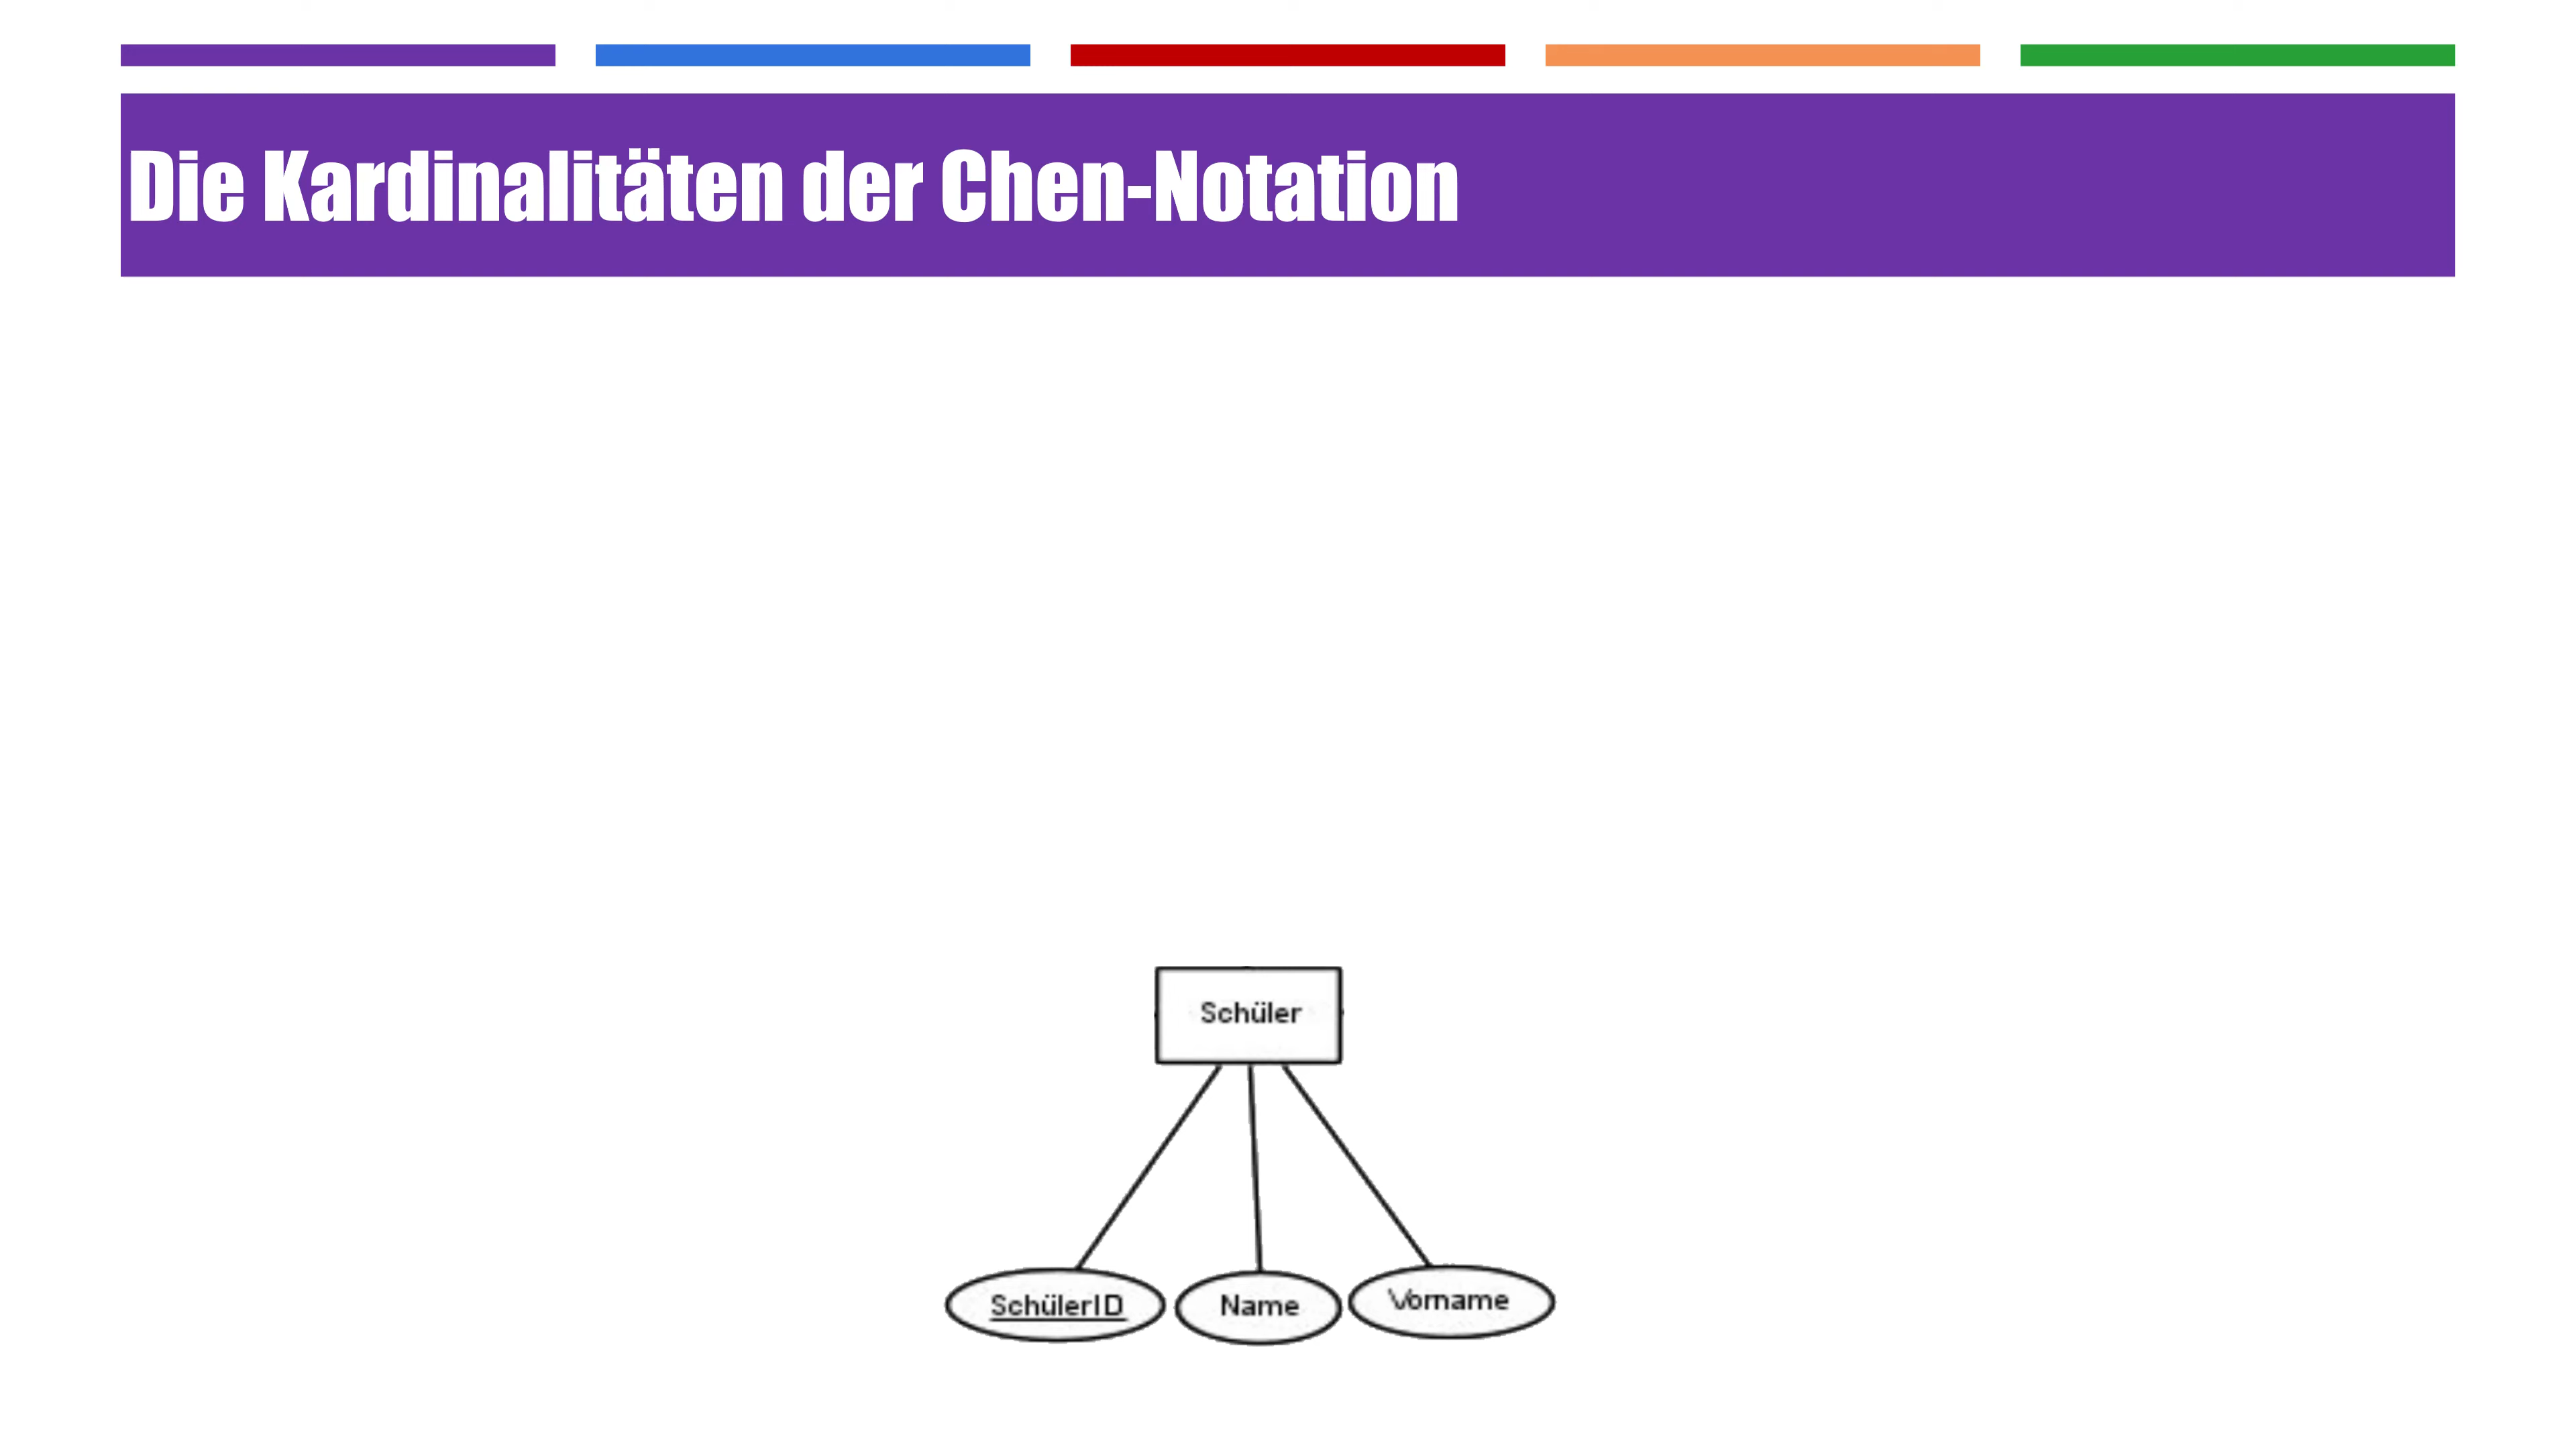 Die Kardinalitäten der Chen-Notation
Schüler
SchülerID
Name
Vorname